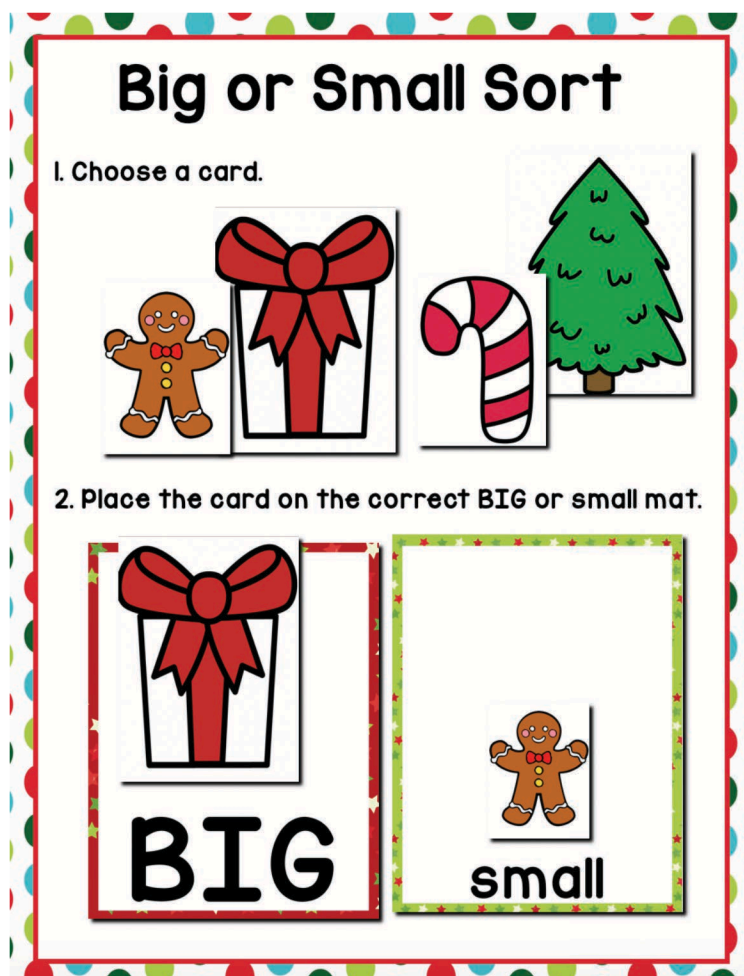 Big or Small Sort
1. Choose a card.
2. Place the card on the correct BIG or small mat.
BIG
small